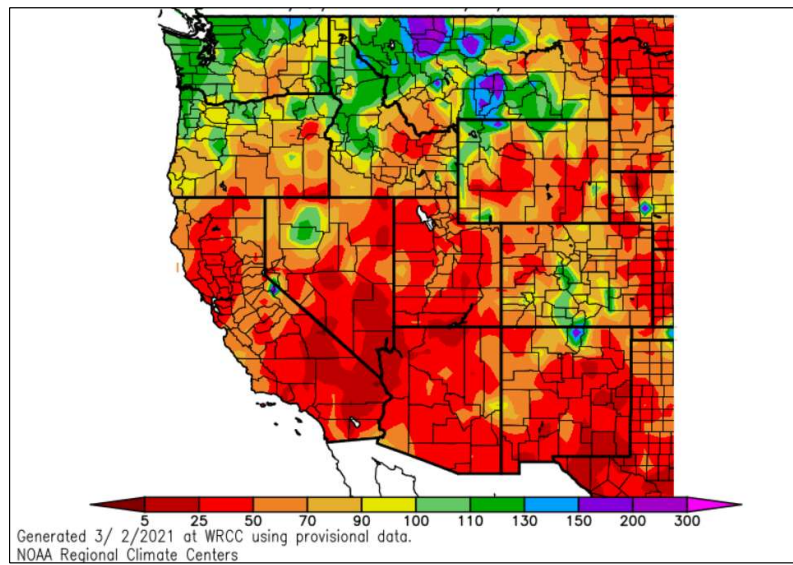 5 25 50 70 90 100 110 130 150 200 300
Generated 3/ 2/2021 at WRCC using provisional data.
NOAA Regional Climate Centers